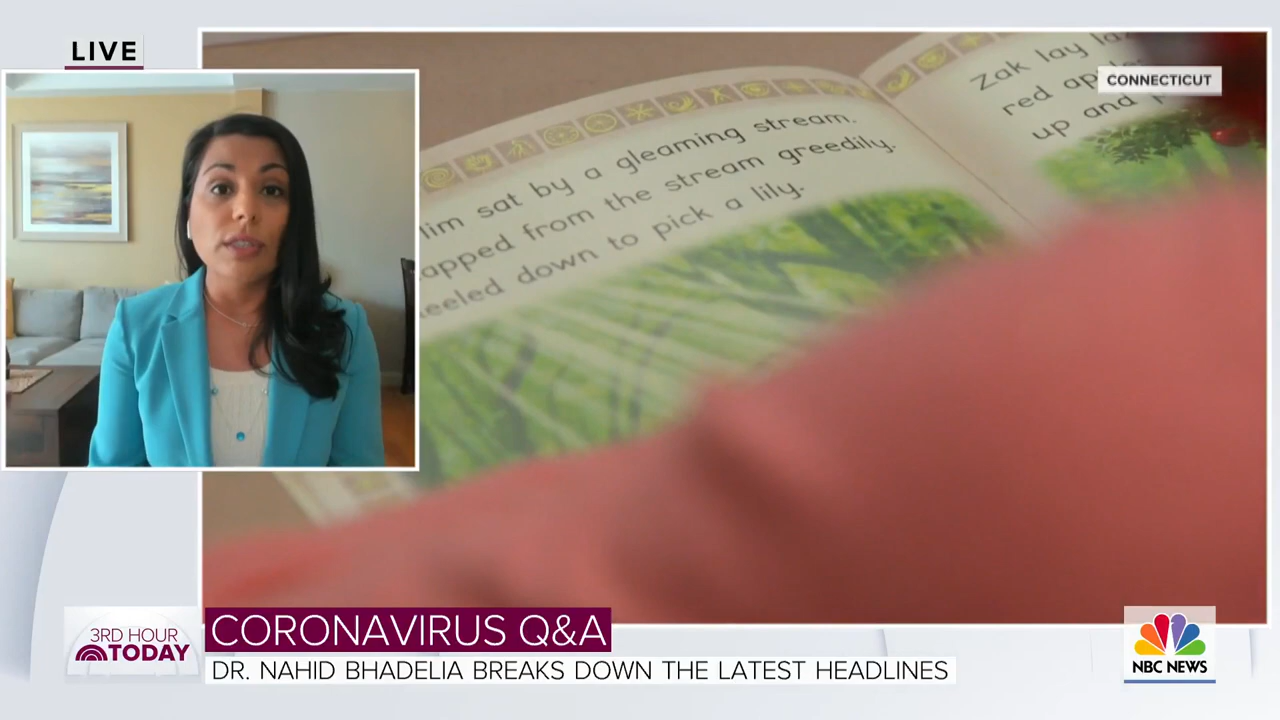 LIVE
CONNECTICUT
sat by a gleaming stream.
from the stream greedily.
down to pick a lily.
Zak lay
red
up and
3RD HOUR
TODAY
CORONAVIRUS Q&A
DR. NAHID BHADELIA BREAKS DOWN THE LATEST HEADLINES
NBC NEWS